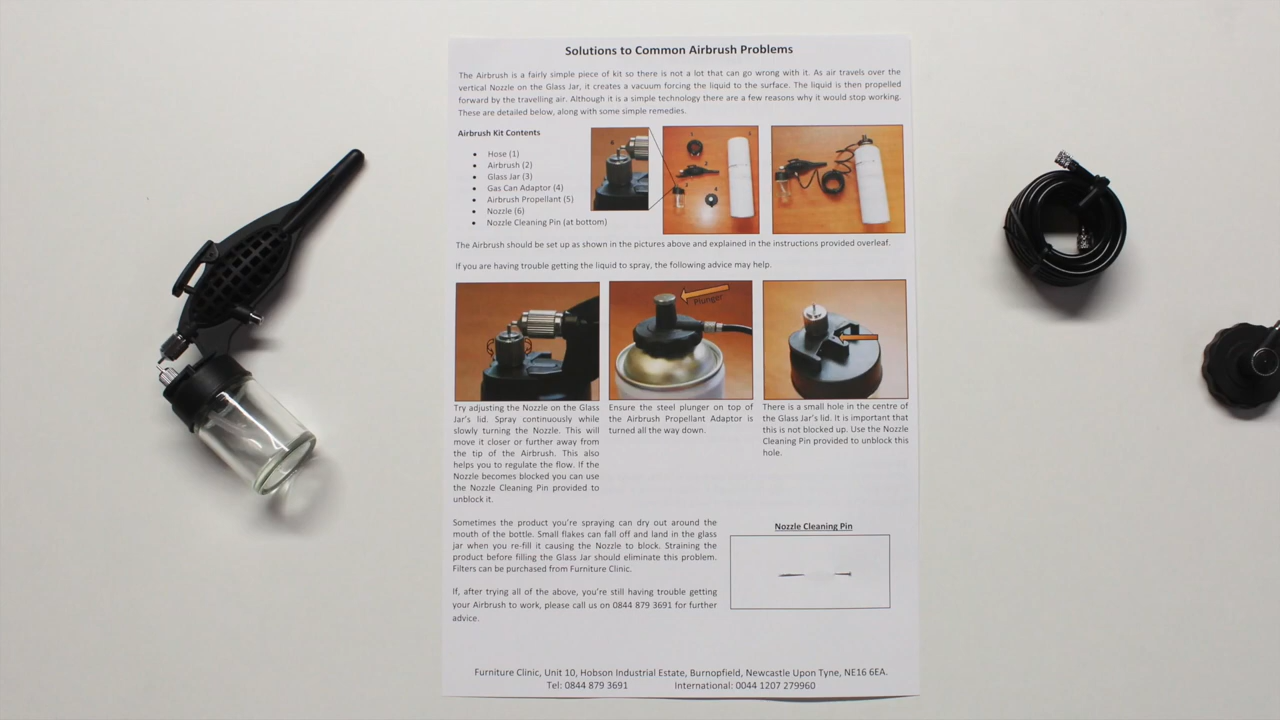 Solutions to Common Airbrush Problems
The Airbrush is a fairly simple piece of kit so there is not a lot that can go wrong with it. As air travels over the
vertical Nozzle on the Glass Jar, it creates a vacuum forcing the liquid to the surface. The liquid is then propelled
forward by the travelling air. Although it is a simple technology there are a few reasons why it would stop working.
These are detailed below, along with some simple remedies.
Airbrush Kit Contents
• Hose (1)
• Airbrush (2)
• Glass Jar (3)
• Gas Can Adaptor (4)
• Airbrush Propellant (5)
• Nozzle (6)
• Nozzle Cleaning Pin (at bottom)
The Airbrush should be set up as shown in the pictures above and explained in the instructions provided overleaf.
If you are having trouble getting the liquid to spray, the following advice may help.
Plunger
Try adjusting the Nozzle on the Glass
Jar's lid. Spray continuously while
slowly turning the Nozzle. This will
move it closer or further away from
the tip of the Airbrush. This also
helps you to regulate the flow. If the
Nozzle becomes blocked you can use
the Nozzle Cleaning Pin provided to
unblock it.
Ensure the steel plunger on top of
the Airbrush Propellant Adaptor is
turned all the way down.
There is a small hole in the centre of
the Glass Jar's lid. It is important that
this is not blocked up. Use the Nozzle
Cleaning Pin provided to unblock this
hole.
Sometimes the product you're spraying can dry out around the
mouth of the bottle. Small flakes can fall off and land in the glass
jar when you re-fill it causing the Nozzle to block. Straining the
product before filling the Glass Jar should eliminate this problem.
Filters can be purchased from Furniture Clinic.
If, after trying all of the above, you're still having trouble getting
your Airbrush to work, please call us on 0844 879 3691 for further
advice.
Nozzle Cleaning Pin
Furniture Clinic, Unit 10, Hobson Industrial Estate, Burnopfield, Newcastle Upon Tyne, NE16 6EA.
Tel: 0844 879 3691 International: 0044 1207 279960